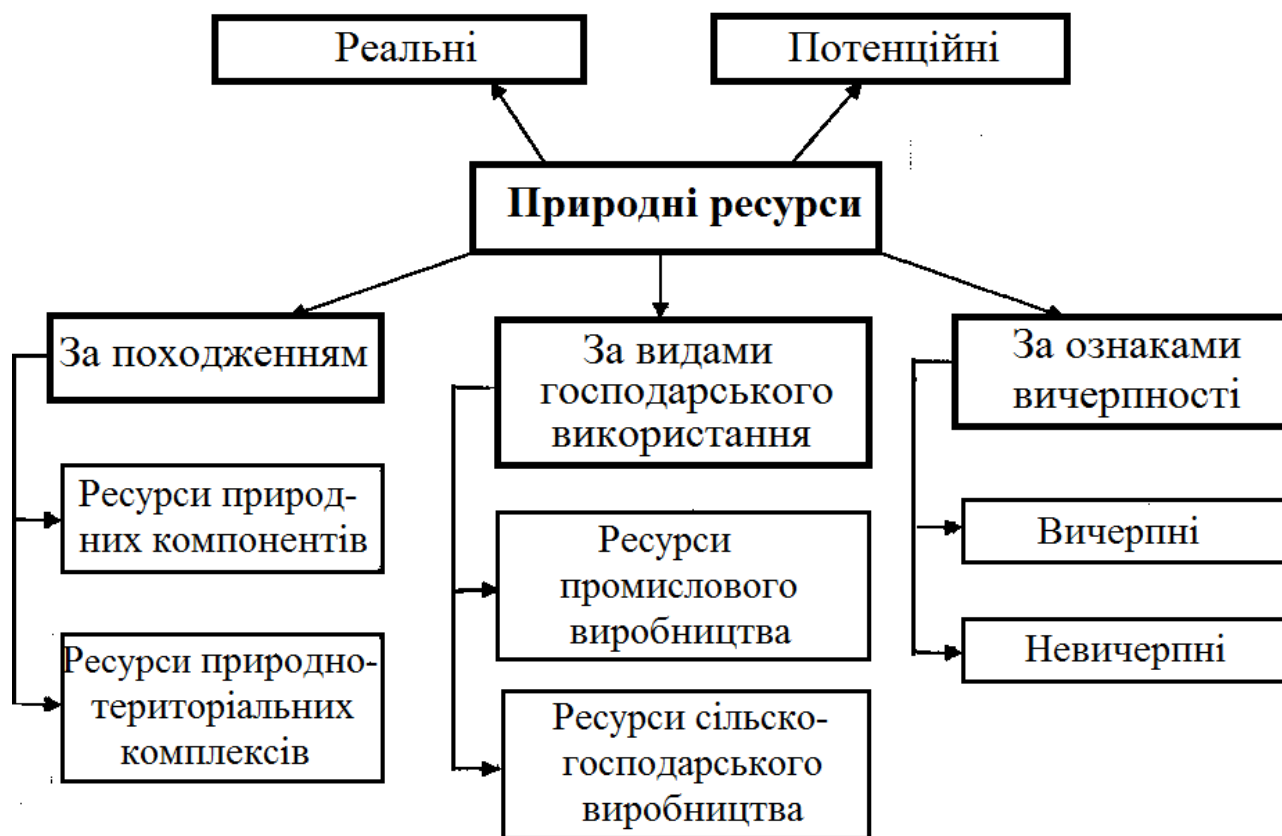 Реальні
Потенційні
Природні ресурси
За походженням
Ресурси природ-
них компонентів
Ресурси природно-
територіальних
комплексів
За видами
господарського
використання
Ресурси
промислового
виробництва
Ресурси сільско-
господарського
виробництва
За ознаками
вичерпності
Вичерпні
Невичерпні